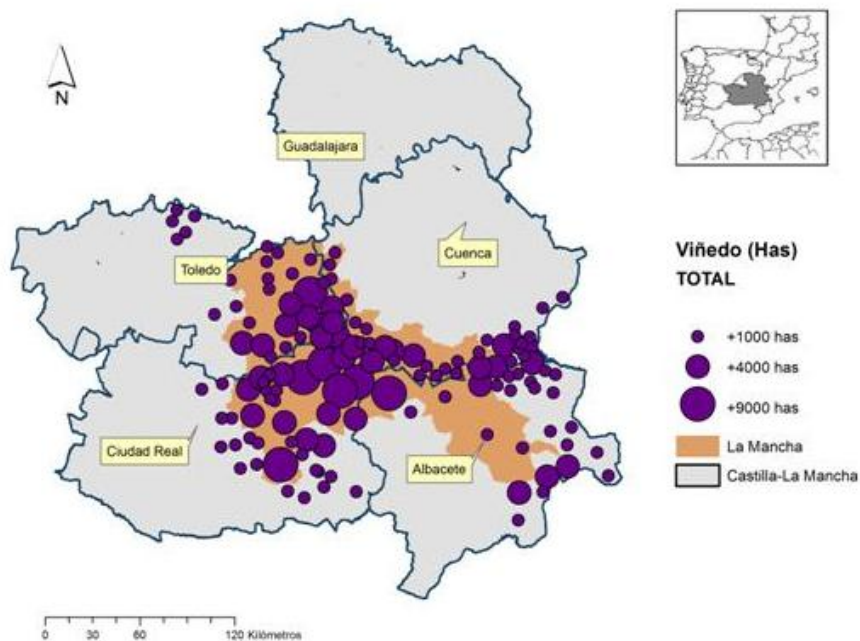 N
Guadalajara
Cuenca
Toledo
Ciudad Real
Albacete
Viñedo (Has)
TOTAL
+1000 has
+4000 has
+9000 has
La Mancha
Castilla-La Mancha
0 30 60 120 Kilómetros